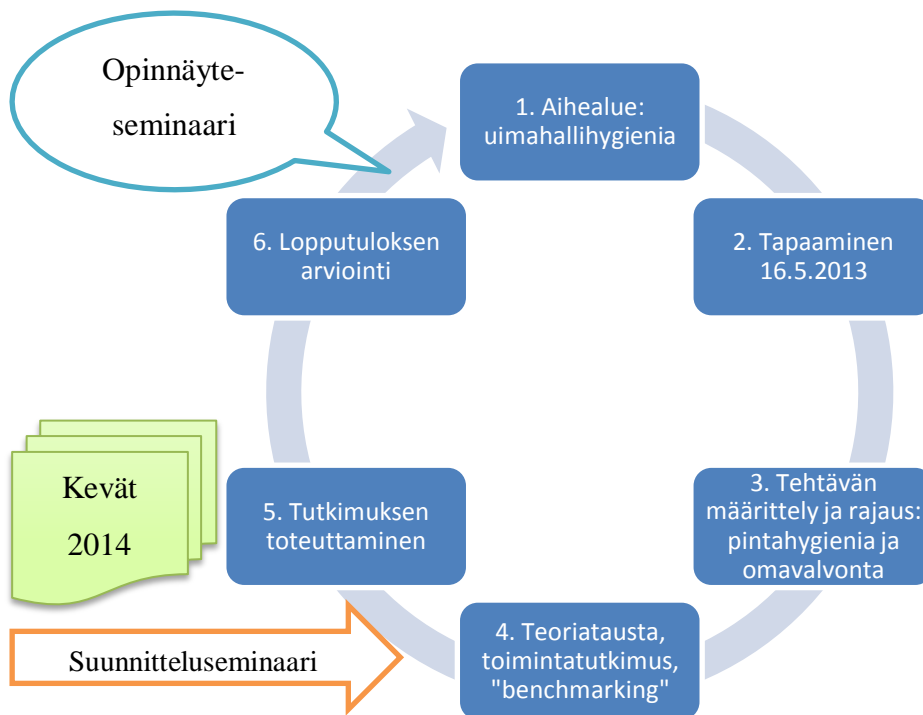 Opinnäyte-
seminaari
1. Aihealue:
uimahallihygienia
2. Tapaaminen
16.5.2013
3. Tehtävän
määrittely ja rajaus:
pintahygienia ja
omavalvonta
4. Teoriatausta,
toimintatutkimus,
"benchmarking"
Suunnitteluseminaari
5. Tutkimuksen
toteuttaminen
Kevät
2014
6. Lopputuloksen
arviointi